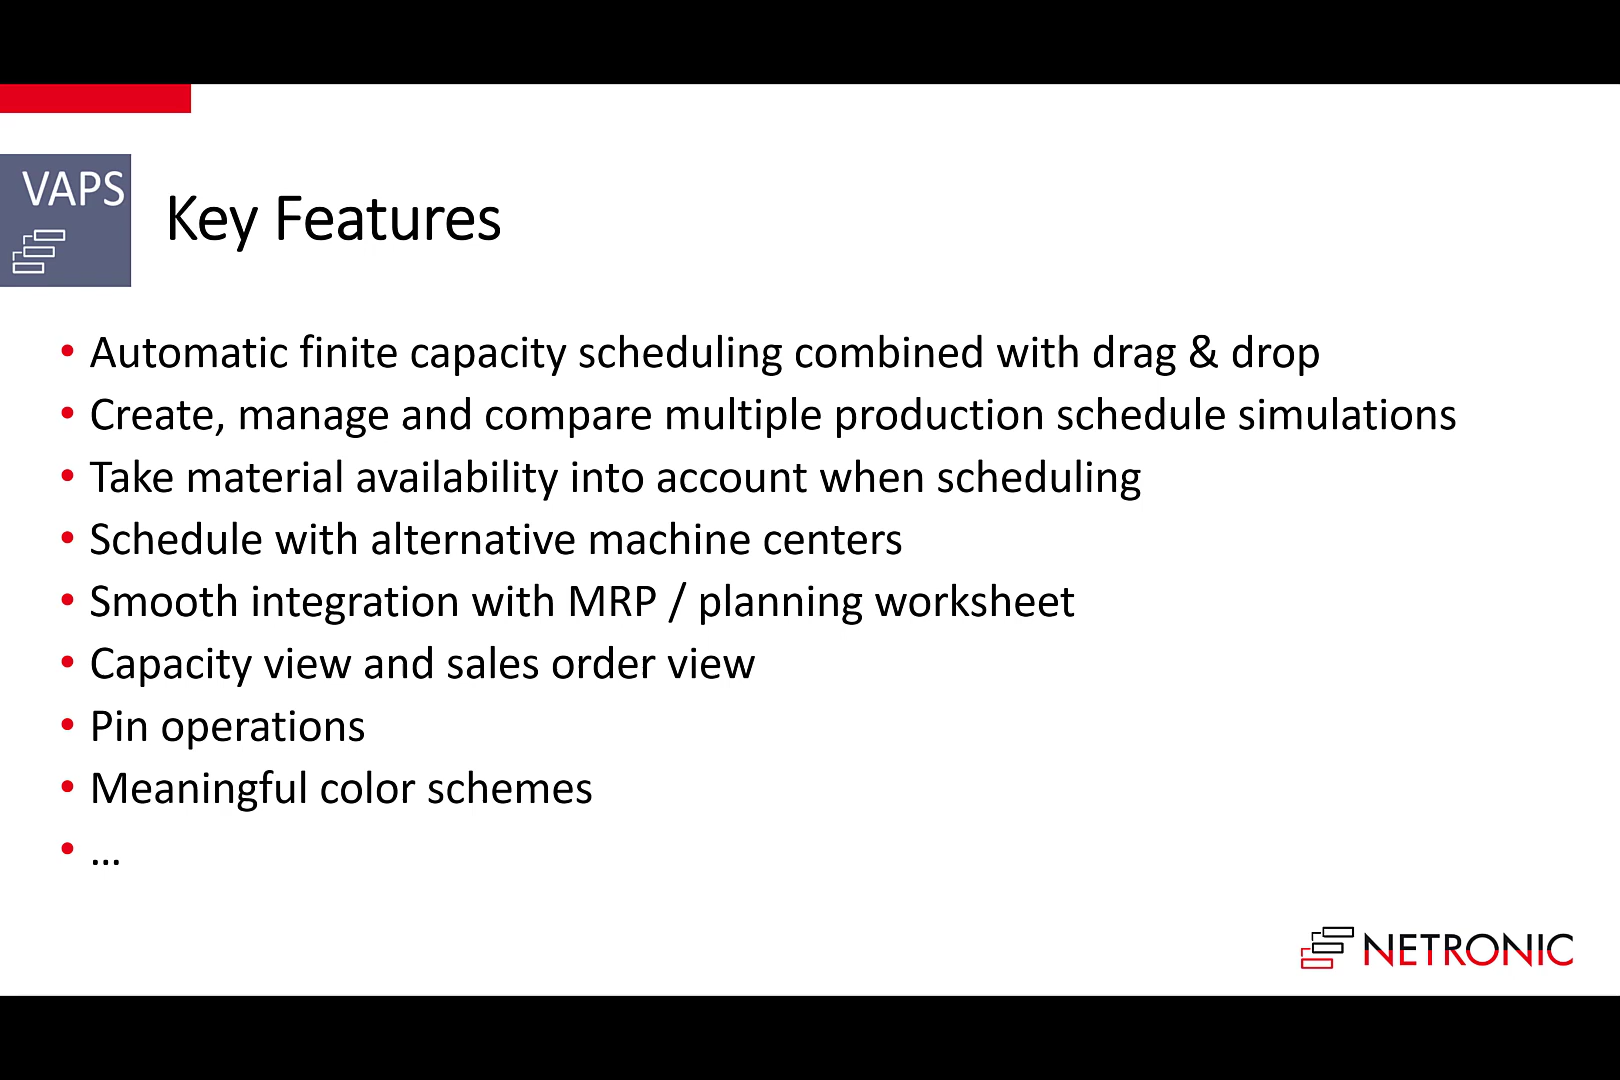 VAPS
Key Features
• Automatic finite capacity scheduling combined with drag & drop
• Create, manage and compare multiple production schedule simulations
• Take material availability into account when scheduling
• Schedule with alternative machine centers
• Smooth integration with MRP / planning worksheet
• Capacity view and sales order view
• Pin operations
• Meaningful color schemes
• ...
NETRONIC